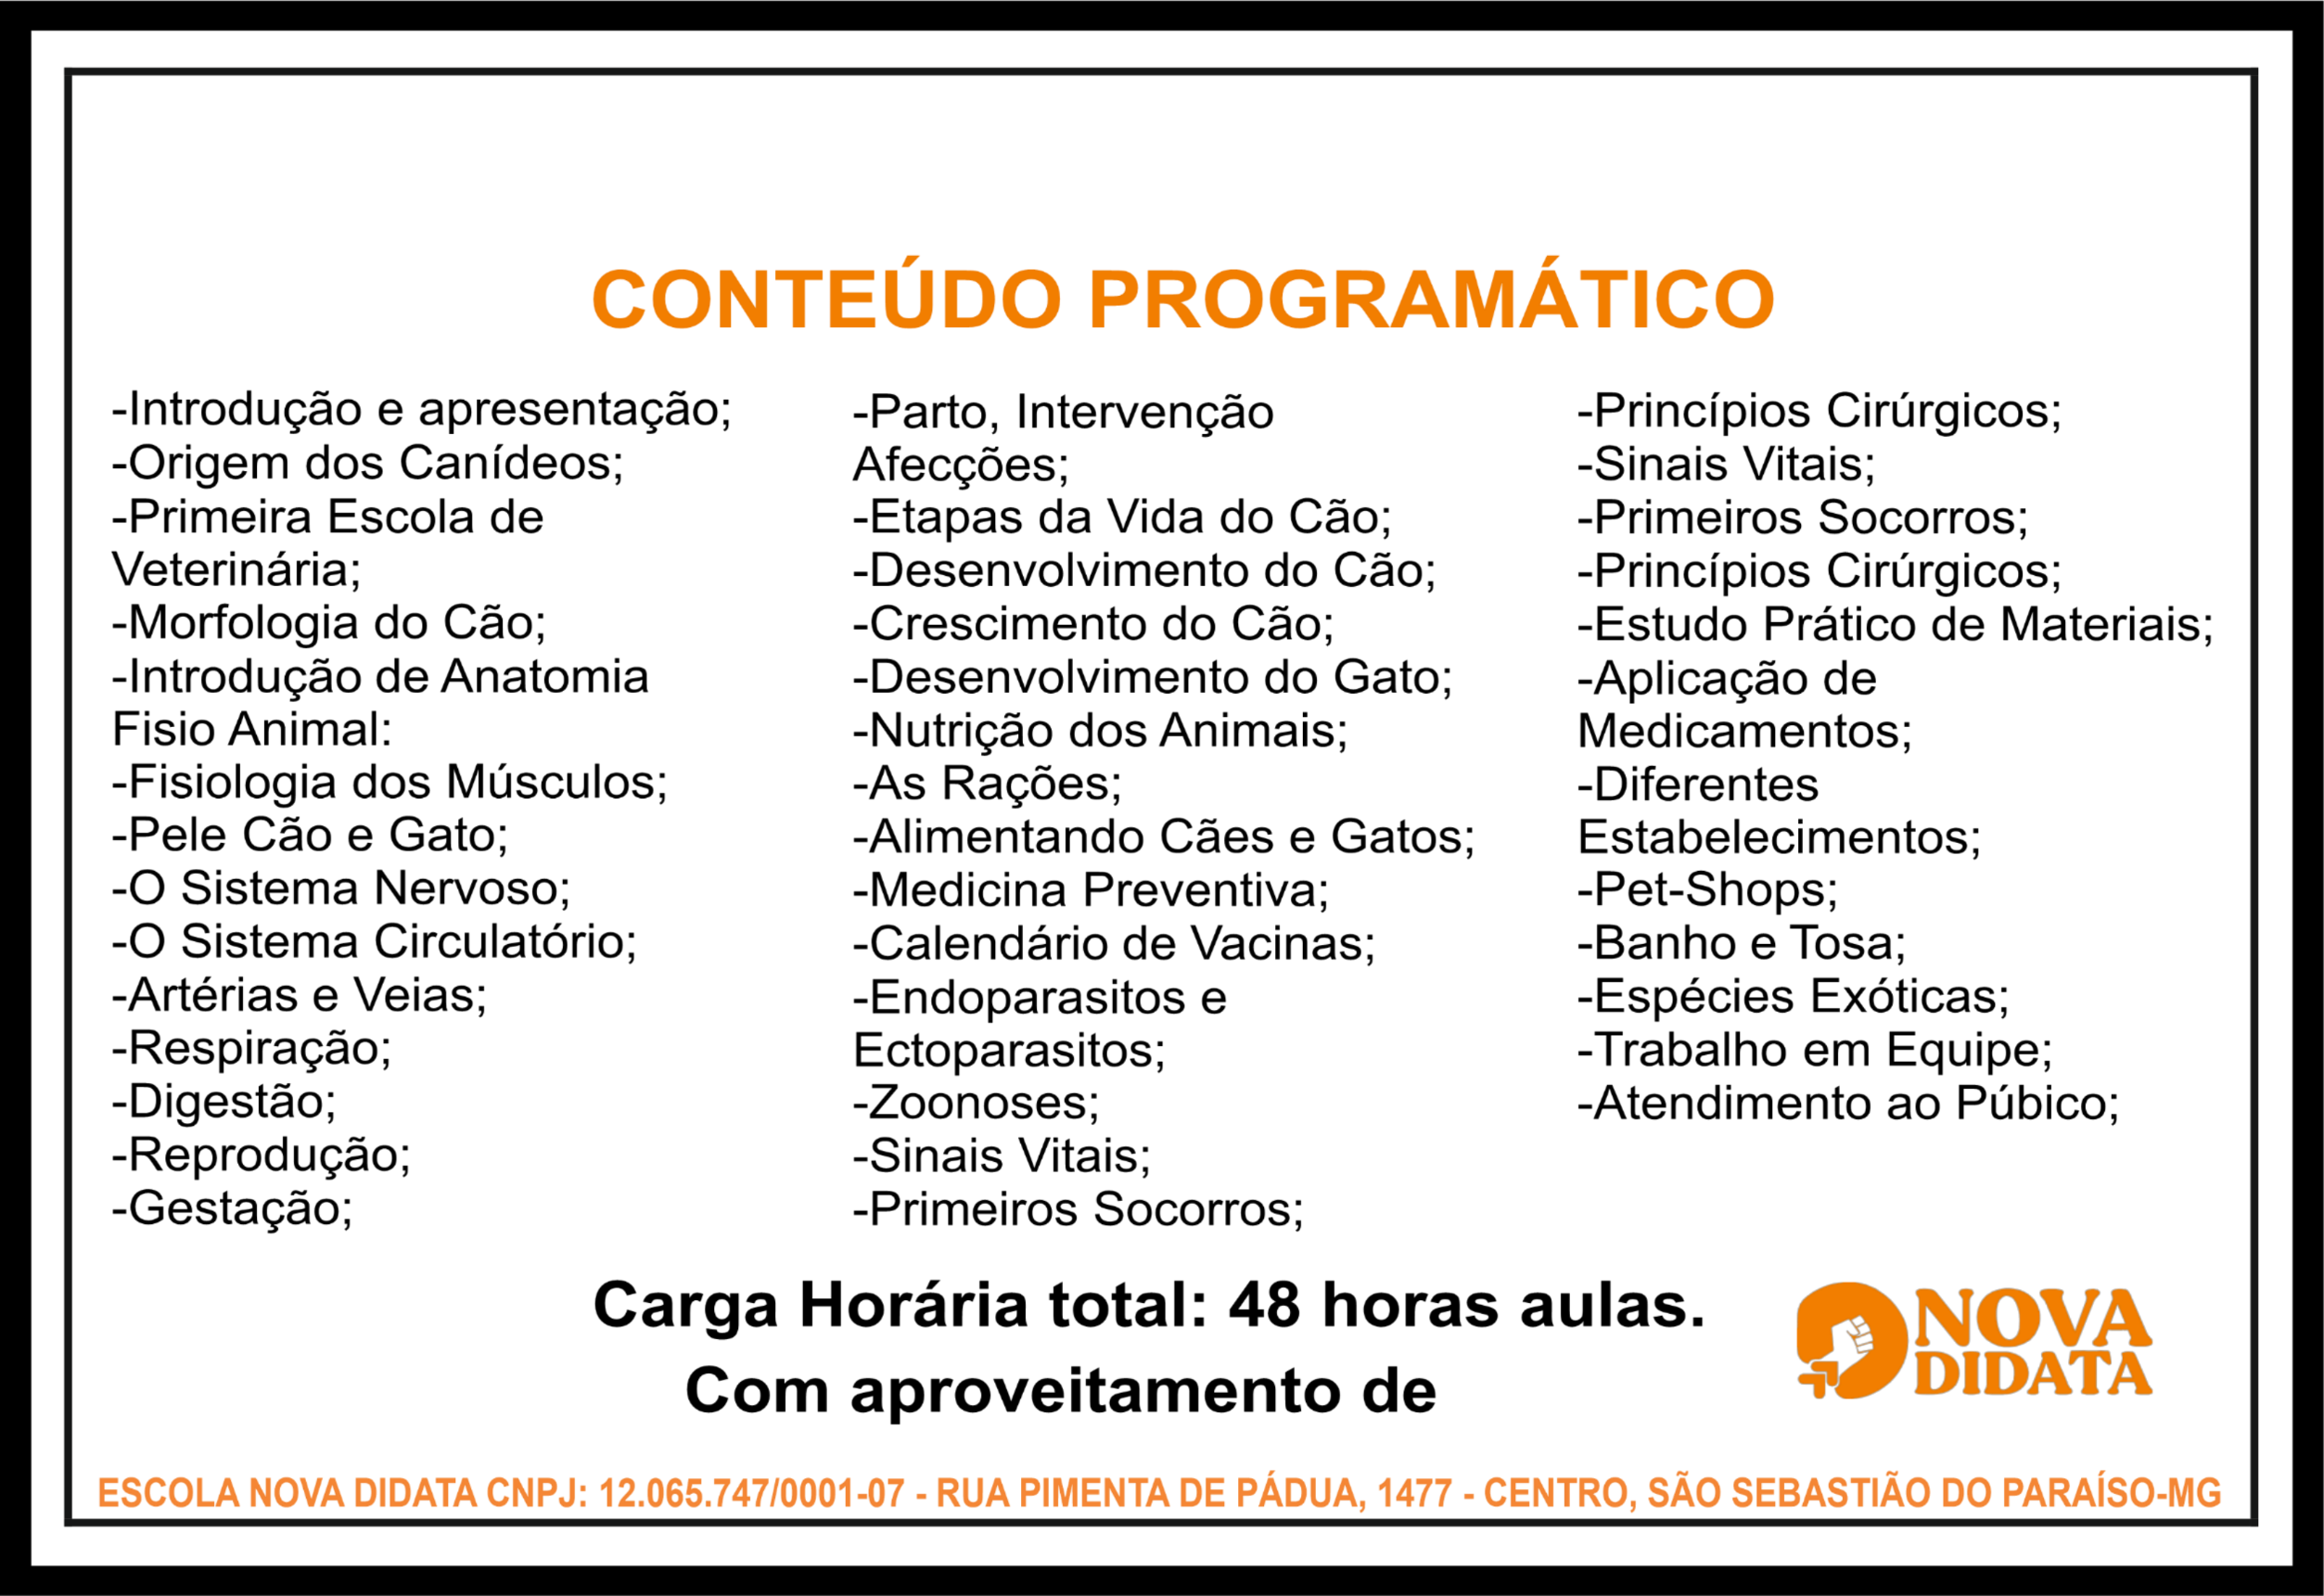 CONTEÚDO PROGRAMÁTICO
-Introdução e apresentação;
-Origem dos Canídeos;
-Primeira Escola de
Veterinária;
-Morfologia do Cão;
-Introdução de Anatomia
Fisio Animal:
-Fisiologia dos Músculos;
-Pele Cão e Gato;
-O Sistema Nervoso;
-O Sistema Circulatório;
-Artérias e Veias;
-Respiração;
-Digestão;
-Reprodução;
-Gestação;
-Parto, Intervenção
Afecções;
-Etapas da Vida do Cão;
-Desenvolvimento do Cão;
-Crescimento do Cão;
-Desenvolvimento do Gato;
-Nutrição dos Animais;
-As Rações;
-Alimentando Cães e Gatos;
-Medicina Preventiva;
-Calendário de Vacinas;
-Endoparasitos e
Ectoparasitos;
-Zoonoses;
-Sinais Vitais;
-Primeiros Socorros;
-Princípios Cirúrgicos;
-Sinais Vitais;
-Primeiros Socorros;
-Princípios Cirúrgicos;
-Estudo Prático de Materiais;
-Aplicação de
Medicamentos;
-Diferentes
Estabelecimentos;
-Pet-Shops;
-Banho e Tosa;
-Espécies Exóticas;
-Trabalho em Equipe;
-Atendimento ao Púbico;
Carga Horária total: 48 horas aulas.
Com aproveitamento de
NOVA
DIDATA
ESCOLA NOVA DIDATA CNPJ: 12.065.747/0001-07 - RUA PIMENTA DE PÁDUA, 1477 - CENTRO, SÃO SEBASTIÃO DO PARAÍSO-MG